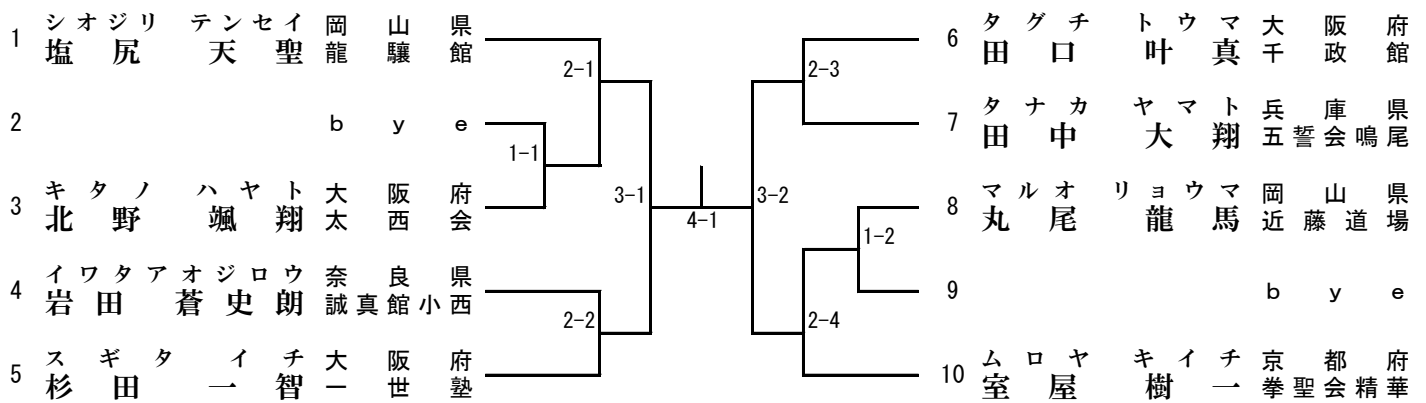 1 シオジリ テンセイ 岡山県
塩尻 天聖 龍驤館
2 bye
3 キタノ ハヤト 大阪府
北野 颯翔 太西会
4 イワタアオジロウ 奈良県
岩田 蒼史朗 誠真館小西
5 スギタ イチ 大阪府
杉田 一智 一世塾
2-1
1-1
2-2
3-1
4-1
3-2
2-3
1-2
2-4
6 タグチ トウマ 大阪府
田口 叶真 千政館
7 タナカ ヤマト 兵庫県
田中 大翔 五誓会鳴尾
8 マルオ リョウマ 岡山県
丸尾 龍馬 近藤道場
9 bye
10 ムロヤ キイチ 京都府
室屋 樹一 拳聖会精華